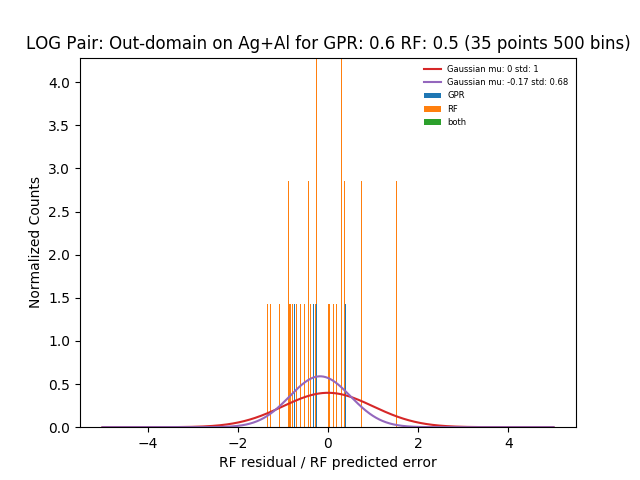 LOG Pair: Out-domain on Ag+Al for GPR: 0.6 RF: 0.5 (35 points 500 bins)
Gaussian mu: 0 std: 1
Gaussian mu: -0.17 std: 0.68
GPR
RF
both
Normalized Counts
4.0
3.5
3.0
2.5
2.0
1.5
1.0
0.5
0.0
−4 −2 0 2 4
RF residual / RF predicted error